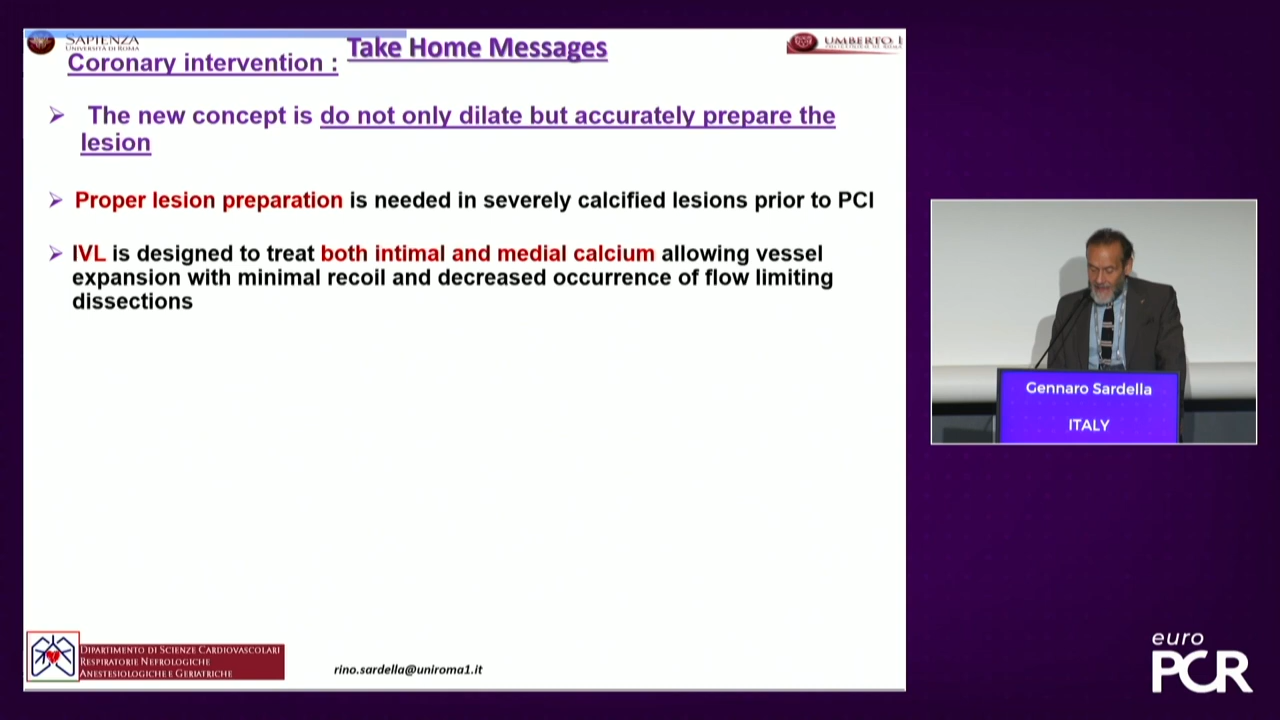 SAPIENZA
UNIVERSITÀ DI ROMA
Take Home Messages
UMBERTO I
Coronary intervention :
The new concept is do not only dilate but accurately prepare the
lesion
Proper lesion preparation is needed in severely calcified lesions prior to PCI
IVL is designed to treat both intimal and medial calcium allowing vessel
expansion with minimal recoil and decreased occurrence of flow limiting
dissections
DIPARTIMENTO DI SCIENZE CARDIOVASCOLARI
RESPIRATORIE NEFROLOGICHE
ANESTESIOLOGICHE E GERIATRICHE
rino.sardella@uniroma1.it
Gennaro Sardella
ITALY
euro
PCR